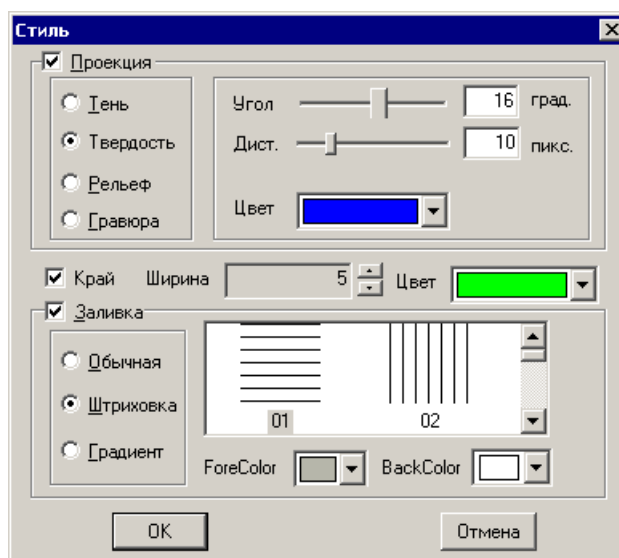 Стиль
Проекция
Тень
Твердость
Рельеф
Гравюра
Угол 16 град.
Дист. 10 пикс.
Цвет
Край Ширина 5 Цвет
Заливка
Обычная
Штриховка
Градиент
01 02
ForeColor BackColor
OK Отмена